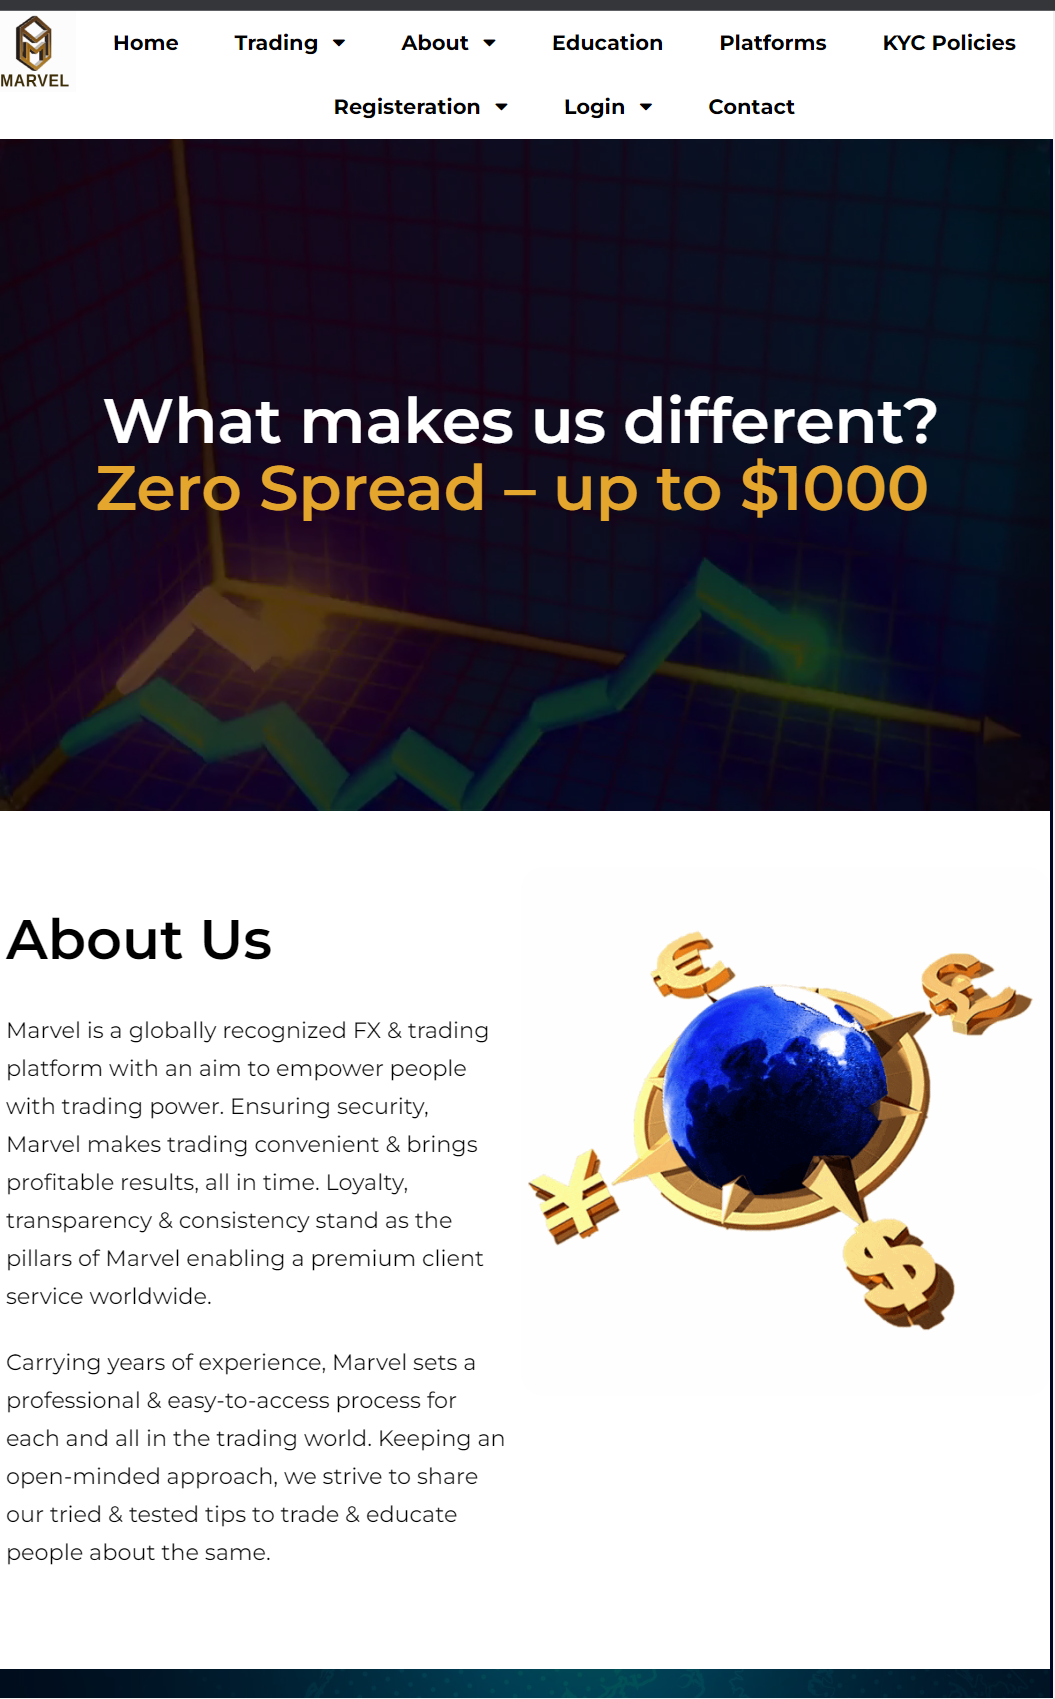 MARVEL
Home Trading About Education Platforms KYC Policies
Registeration Login Contact
What makes us different?
Zero Spread – up to $1000
About Us
Marvel is a globally recognized FX & trading
platform with an aim to empower people
with trading power. Ensuring security,
Marvel makes trading convenient & brings
profitable results, all in time. Loyalty,
transparency & consistency stand as the
pillars of Marvel enabling a premium client
service worldwide.
Carrying years of experience, Marvel sets a
professional & easy-to-access process for
each and all in the trading world. Keeping an
open-minded approach, we strive to share
our tried & tested tips to trade & educate
people about the same.